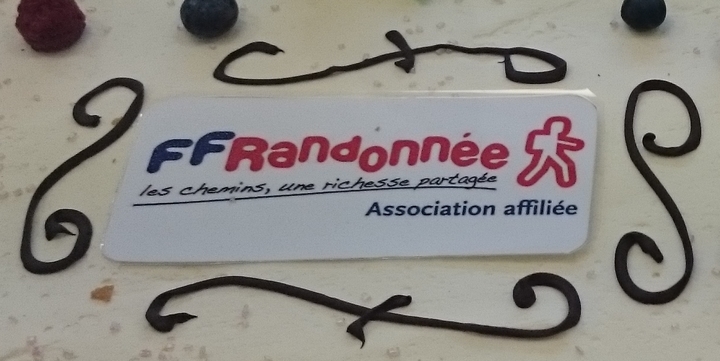 FFRandonnée
les chemins, une richesse partagée
Association affiliée